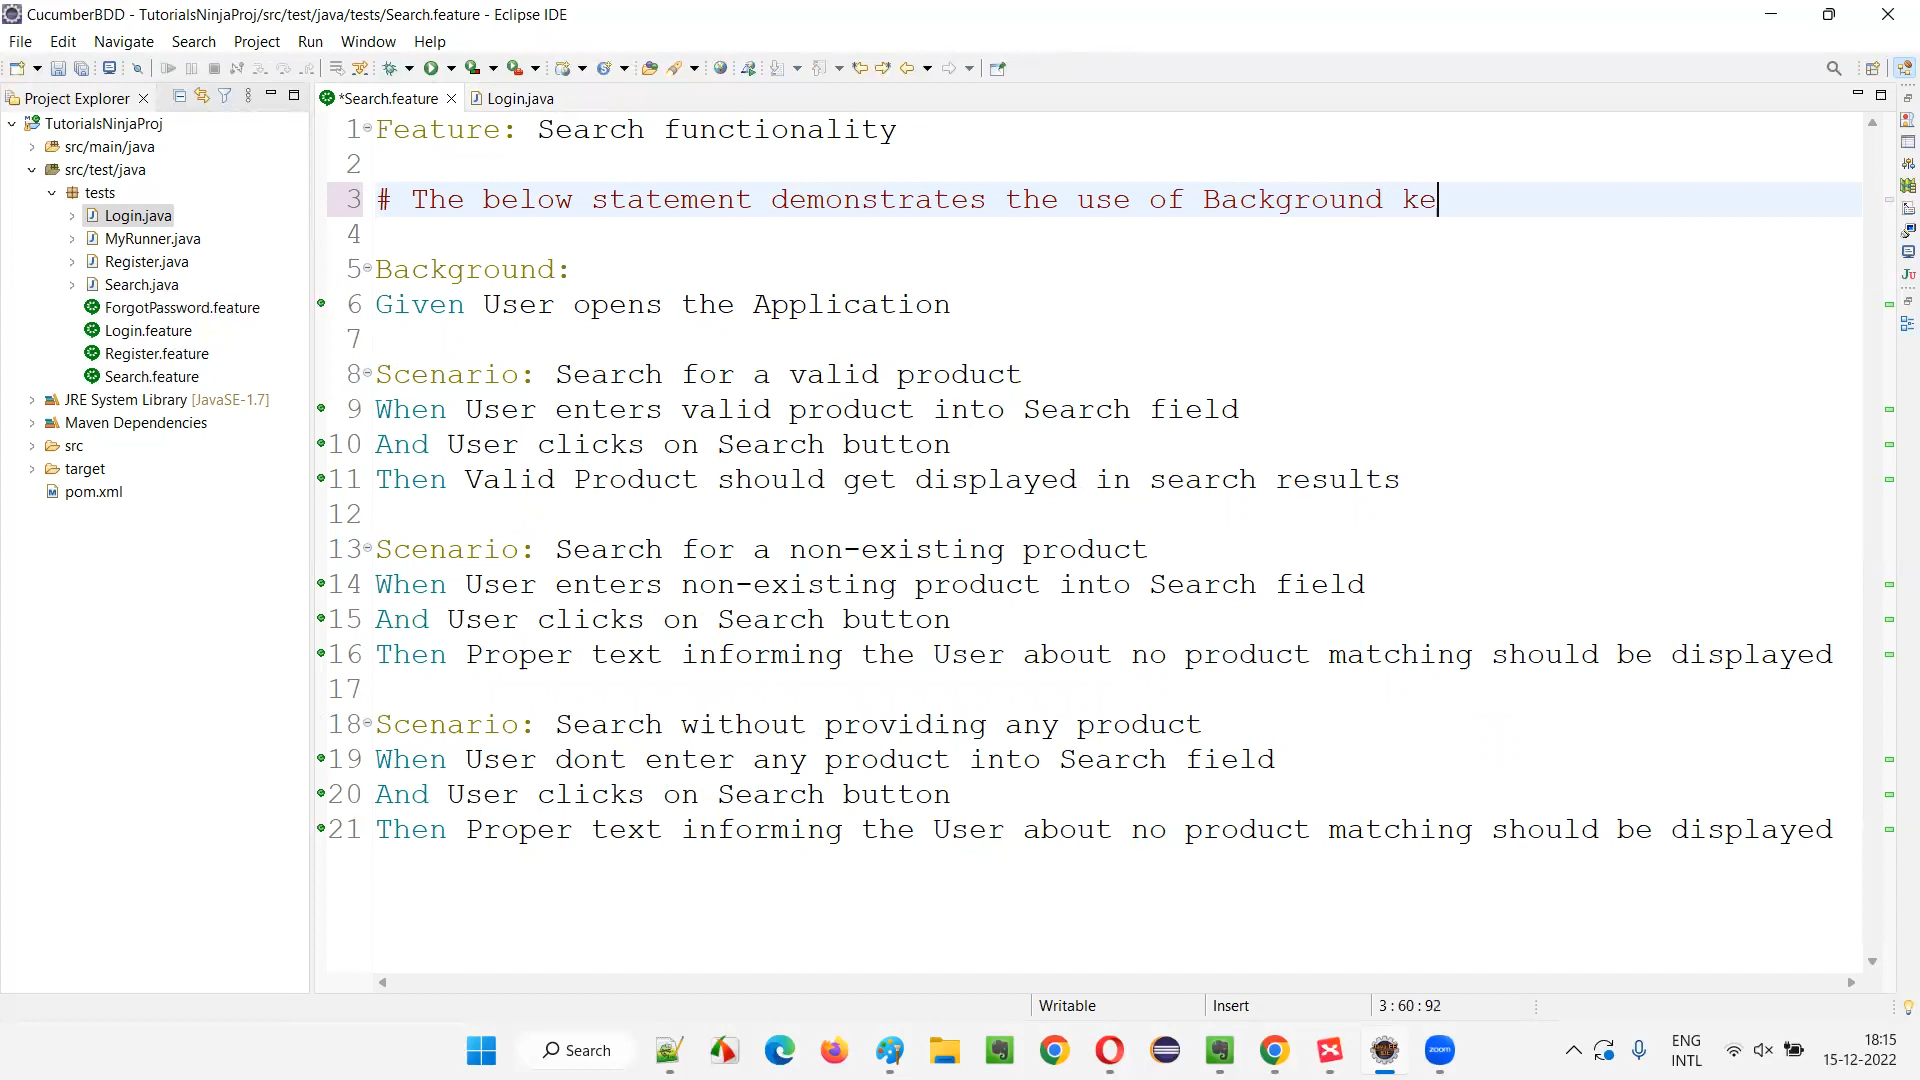 CucumberBDD - TutorialsNinjaProj/src/test/java/tests/Search.feature - Eclipse IDE
File Edit Navigate Search Project Run Window Help
Project Explorer
*Search.feature
Login.java
TutorialsNinjaProj
src/main/java
src/test/java
tests
Login.java
MyRunner.java
Register.java
Search.java
ForgotPassword.feature
Login.feature
Register.feature
Search.feature
JRE System Library [JavaSE-1.7]
Maven Dependencies
src
target
pom.xml
1 Feature: Search functionality
2
3 # The below statement demonstrates the use of Background ke
4
5 Background:
6 Given User opens the Application
7
8 Scenario: Search for a valid product
9 When User enters valid product into Search field
10 And User clicks on Search button
11 Then Valid Product should get displayed in search results
12
13 Scenario: Search for a non-existing product
14 When User enters non-existing product into Search field
15 And User clicks on Search button
16 Then Proper text informing the User about no product matching should be displayed
17
18 Scenario: Search without providing any product
19 When User dont enter any product into Search field
20 And User clicks on Search button
21 Then Proper text informing the User about no product matching should be displayed
Writable
Insert
3 : 60 : 92
Search
zoom
ENG
INTL
18:15
15-12-2022